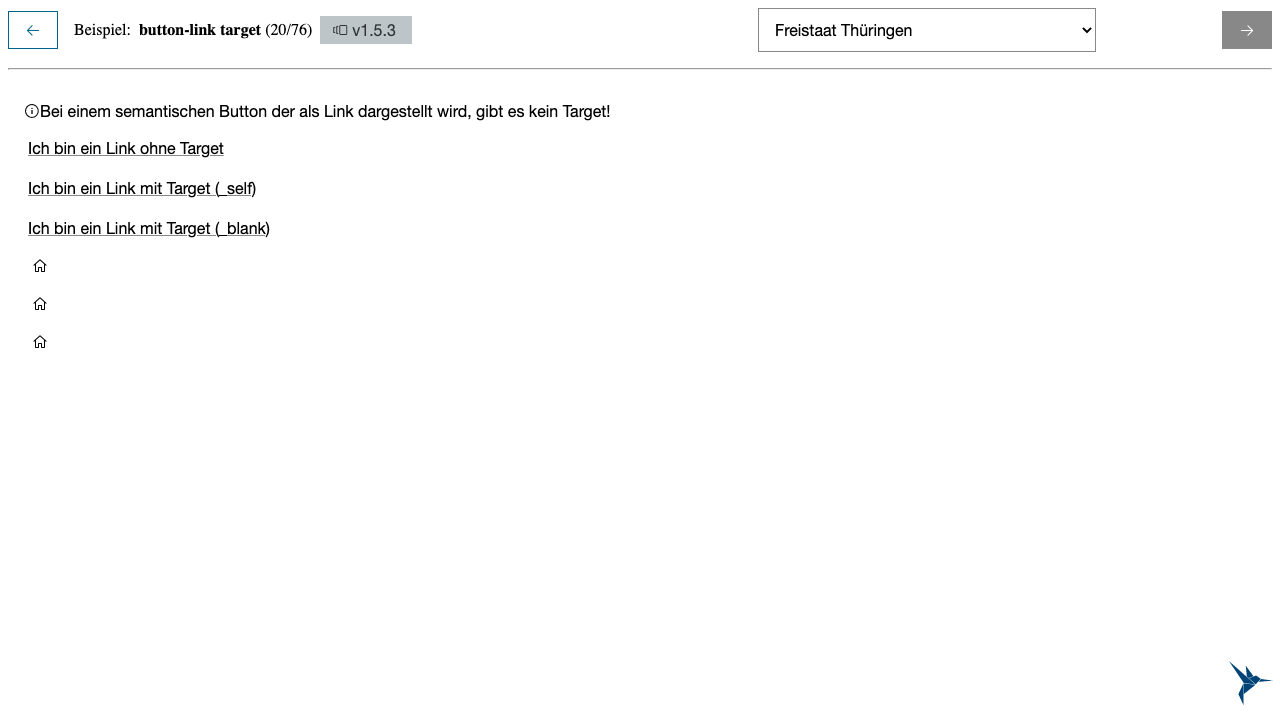 Beispiel: button-link target (20/76) v1.5.3 Freistaat Thüringen
Bei einem semantischen Button der als Link dargestellt wird, gibt es kein Target!
Ich bin ein Link ohne Target
Ich bin ein Link mit Target (_self)
Ich bin ein Link mit Target (_blank)